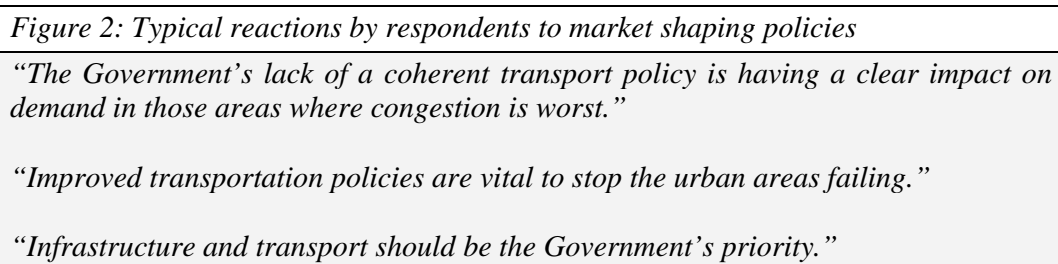 Figure 2: Typical reactions by respondents to market shaping policies
“The Government’s lack of a coherent transport policy is having a clear impact on
demand in those areas where congestion is worst.”
“Improved transportation policies are vital to stop the urban areas failing.”
“Infrastructure and transport should be the Government’s priority.”